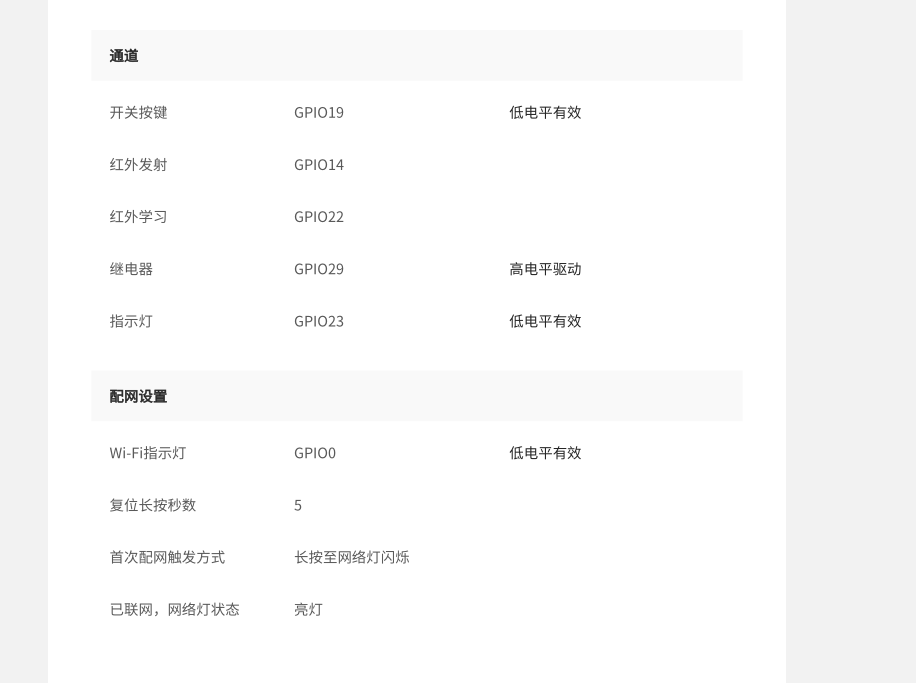 通道
开关按键 GPIO19 低电平有效
红外发射 GPIO14
红外学习 GPIO22
继电器 GPIO29 高电平驱动
指示灯 GPIO23 低电平有效
配网设置
Wi-Fi指示灯 GPIO0 低电平有效
复位长按秒数 5
首次配网触发方式 长按至网络灯闪烁
已联网，网络灯状态 亮灯